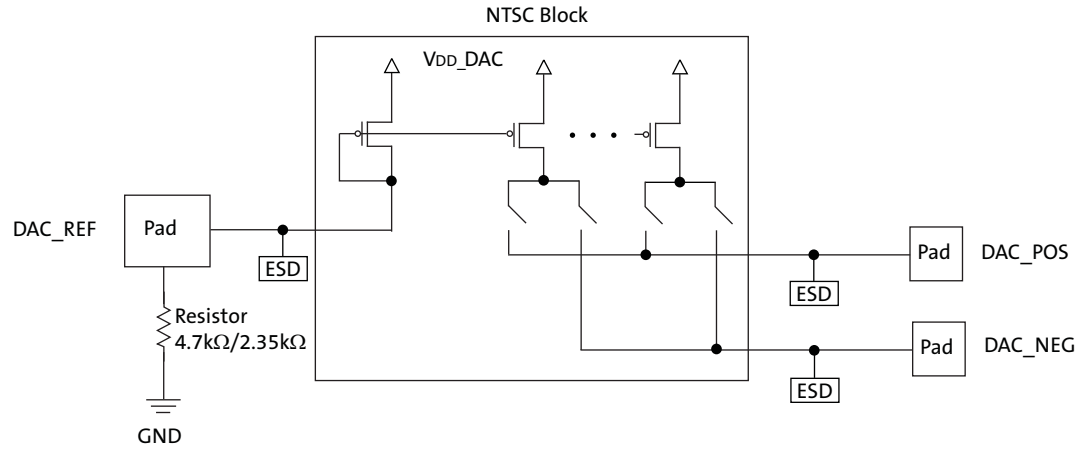 NTSC Block
VDD_DAC
DAC_REF
Pad
ESD
Resistor
4.7kΩ/2.35kΩ
GND
Pad
DAC_POS
ESD
Pad
DAC_NEG
ESD